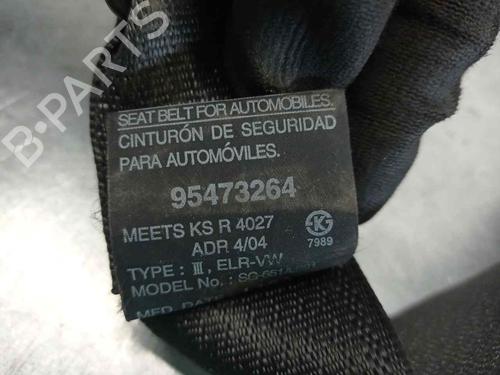 SEAT BELT FOR AUTOMOBILES.
CINTURÓN DE SEGURIDAD
PARA AUTOMÓVILES.
95473264
MEETS KS R 4027
ADR 4/04
K
7989
TYPE : III, ELR-VW
MODEL No. :
B-PARTS